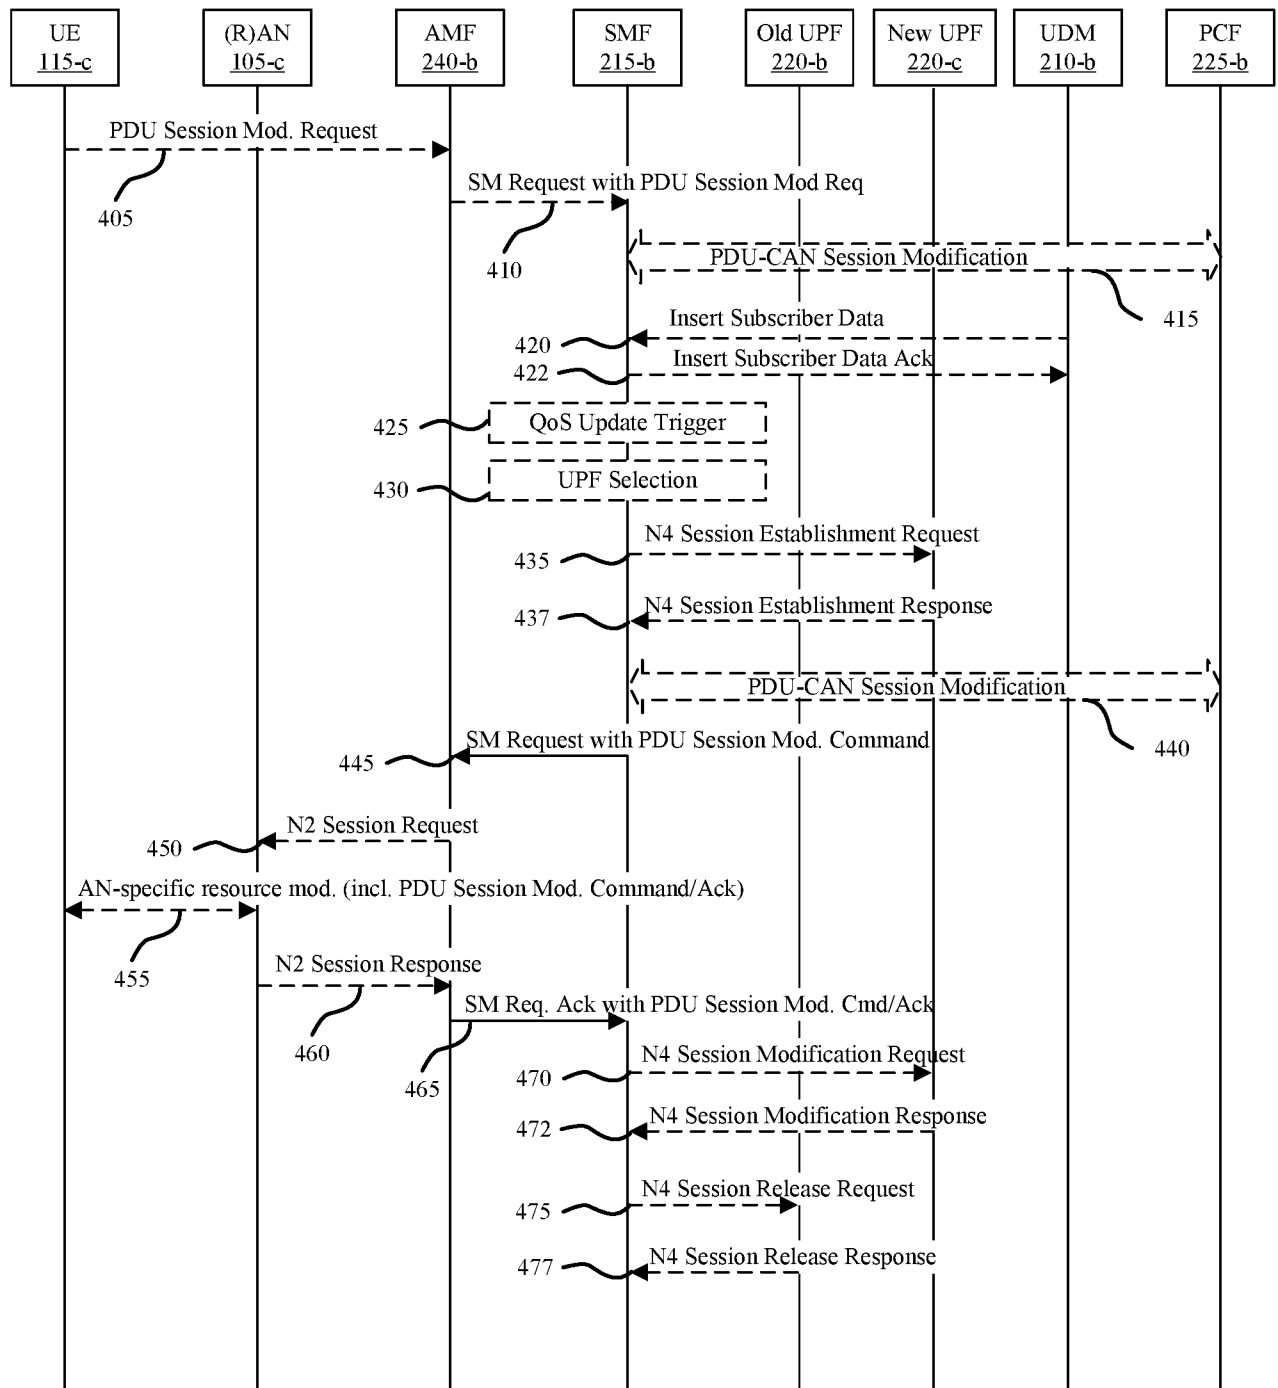 UE
115-c
(R)AN
105-c
AMF
240-b
SMF
215-b
Old UPF
220-b
New UPF
220-c
UDM
210-b
PCF
225-b
PDU Session Mod. Request
405
SM Request with PDU Session Mod Req
410
PDU-CAN Session Modification
415
Insert Subscriber Data
420
Insert Subscriber Data Ack
422
QoS Update Trigger
425
UPF Selection
430
N4 Session Establishment Request
435
N4 Session Establishment Response
437
PDU-CAN Session Modification
440
SM Request with PDU Session Mod. Command
445
N2 Session Request
450
AN-specific resource mod. (incl. PDU Session Mod. Command/Ack)
455
N2 Session Response
460
SM Req. Ack with PDU Session Mod. Cmd/Ack
465
N4 Session Modification Request
470
N4 Session Modification Response
472
N4 Session Release Request
475
N4 Session Release Response
477